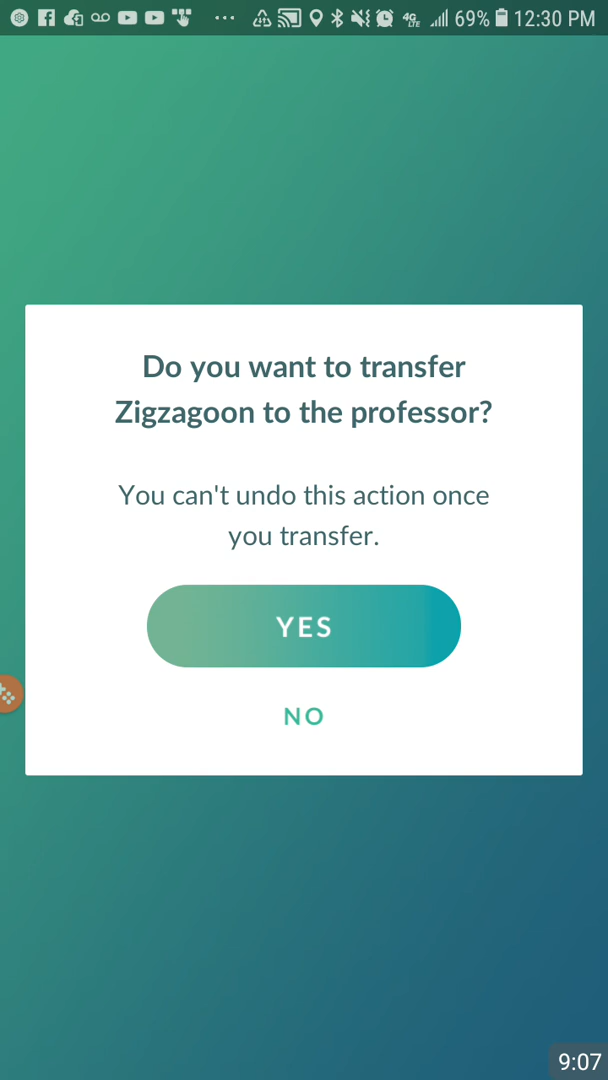 69% 12:30 PM
Do you want to transfer
Zigzagoon to the professor?
You can't undo this action once
you transfer.
YES
NO
9:07